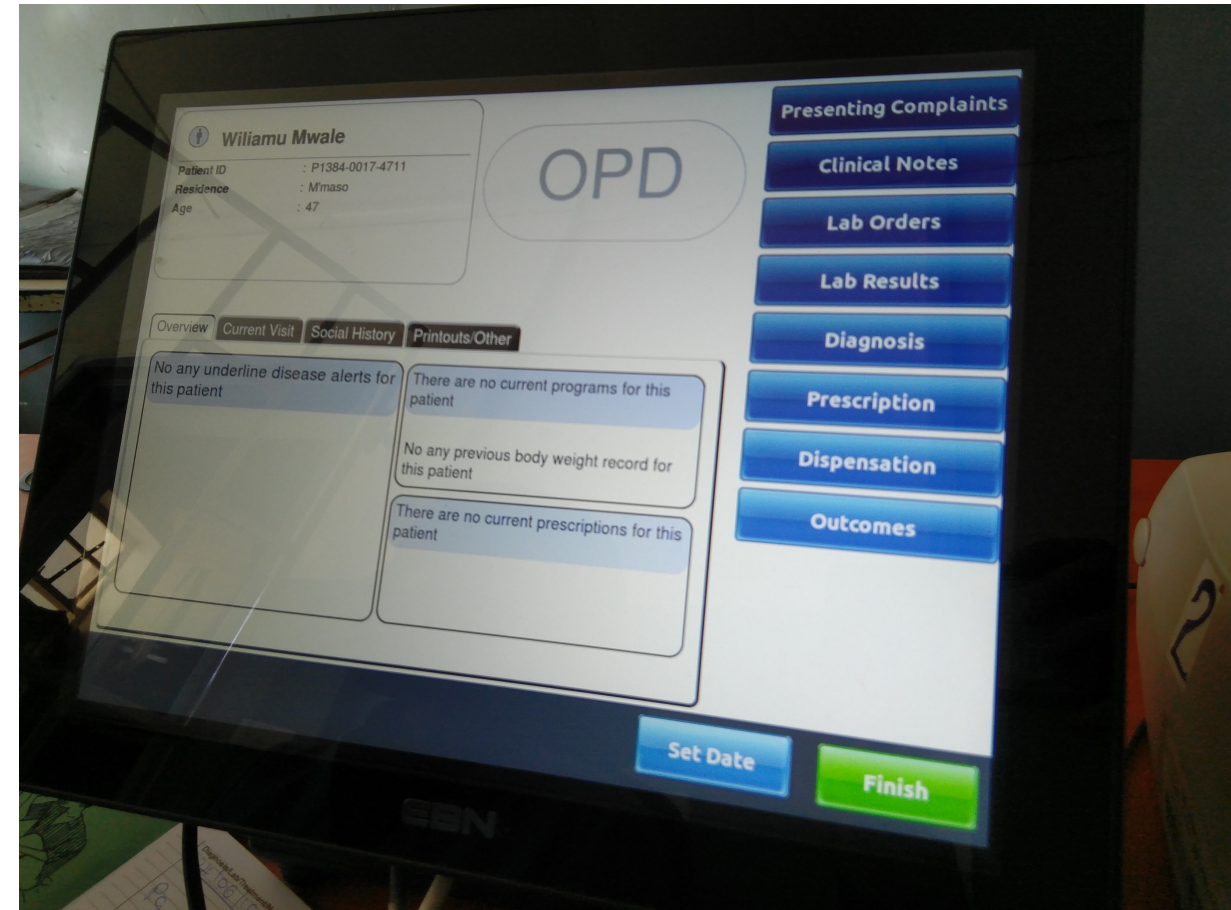 Wiliamu Mwale
Patient ID : P1384-0017-4711
Residence : M'maso
Age : 47
OPD
Presenting Complaints
Clinical Notes
Lab Orders
Lab Results
Diagnosis
Prescription
Dispensation
Outcomes
Overview Current Visit Social History Printouts/Other
No any underline disease alerts for
this patient
There are no current programs for this
patient
No any previous body weight record for
this patient
There are no current prescriptions for this
patient
Set Date
Finish
EBN
2